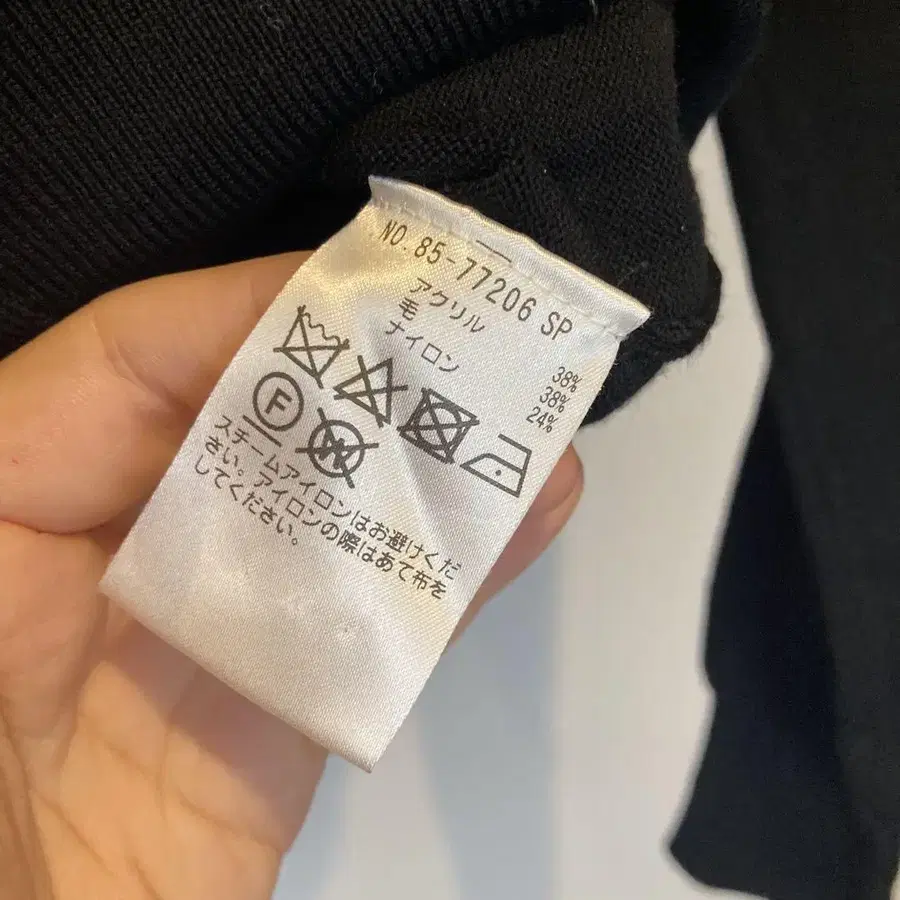 NO. 85-77206 SP
アクリル 38%
毛 38%
ナイロン 24%
F
W
スチームアイロンはお避けくだ
さい。アイロンの際はあて布を
してください。